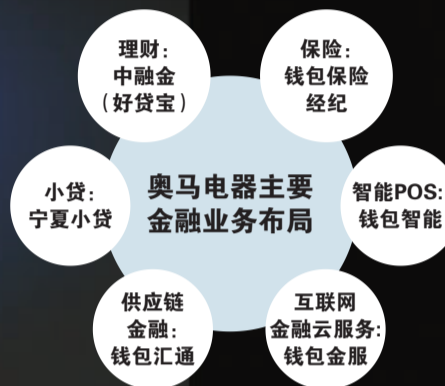 理财：
中融金
（好贷宝）
保险：
钱包保险
经纪
小贷：
宁夏小贷
奥马电器主要
金融业务布局
智能POS:
钱包智能
供应链
金融：
钱包汇通
互联网
金融云服务:
钱包金服